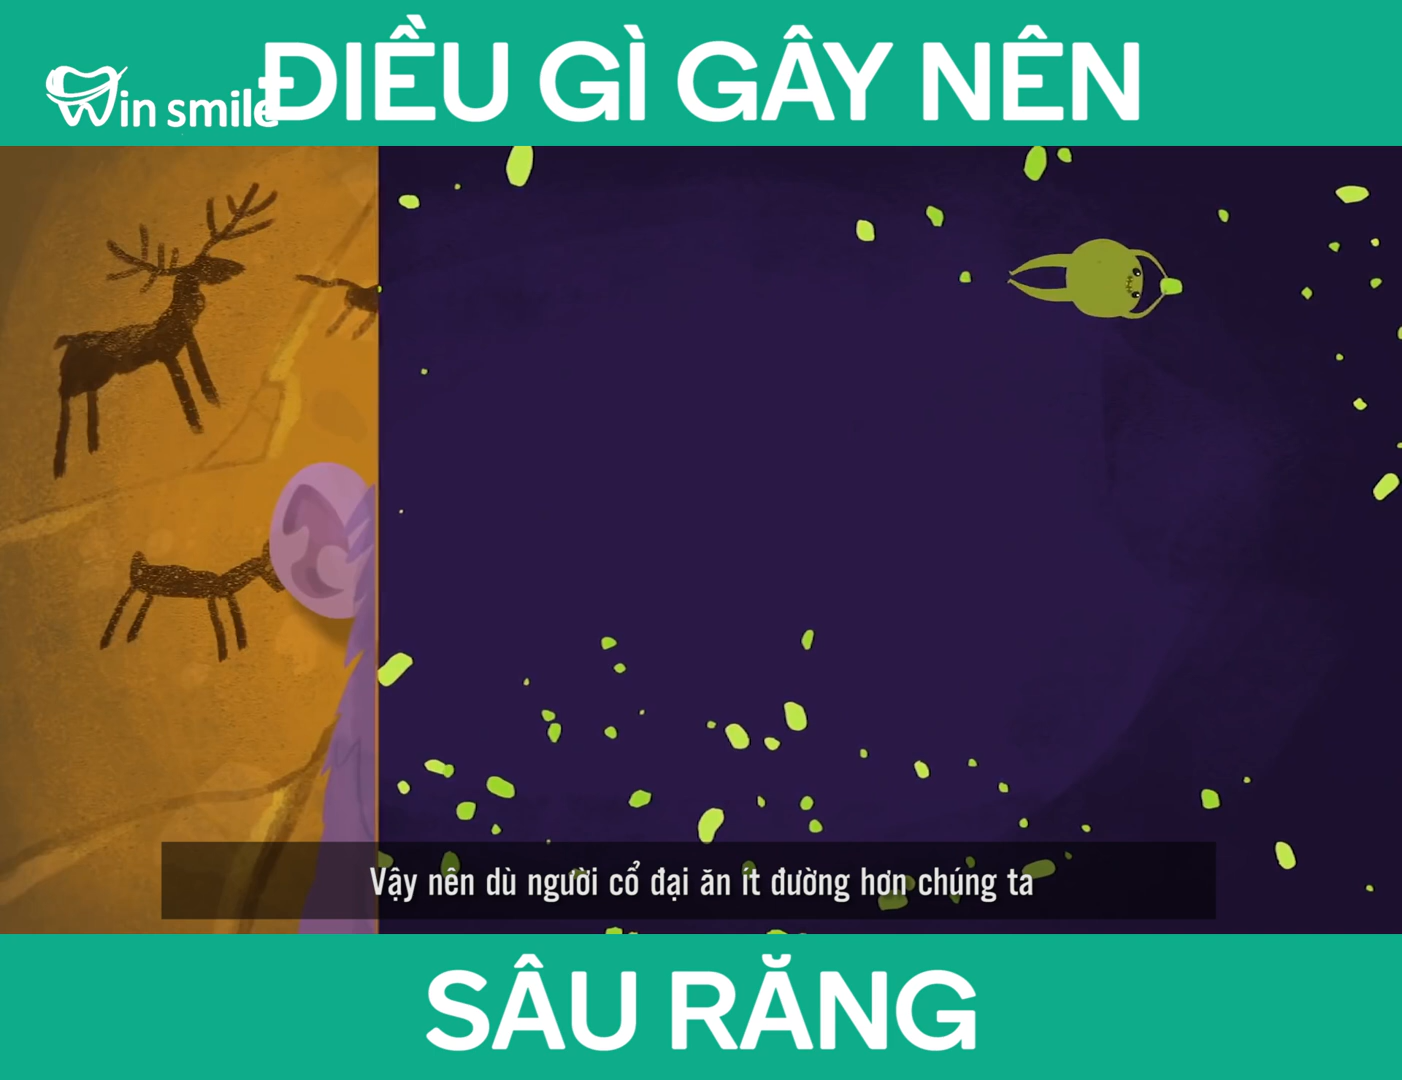 ĐIỀU GÌ GÂY NÊN
Win smile
Vậy nên dù người cổ đại ăn ít đường hơn chúng ta
SÂU RĂNG